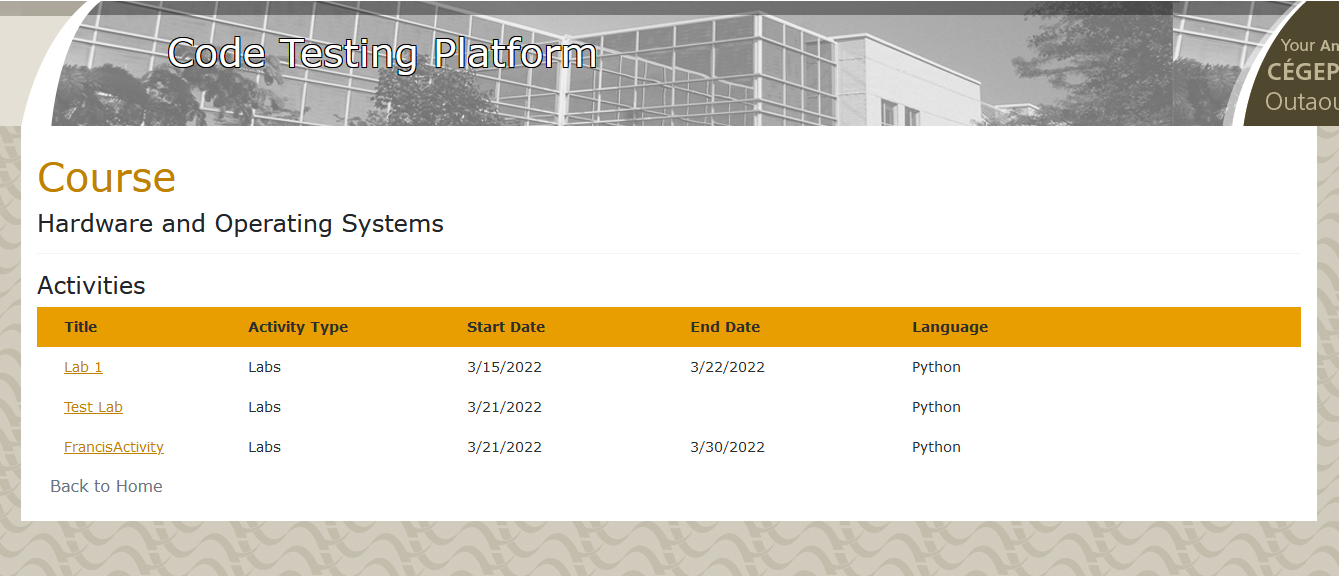 Code Testing Platform
Your An
CÉGEP
Outaou
Course
Hardware and Operating Systems
Activities
Title Activity Type Start Date End Date Language
Lab 1 Labs 3/15/2022 3/22/2022 Python
Test Lab Labs 3/21/2022 Python
FrancisActivity Labs 3/21/2022 3/30/2022 Python
Back to Home